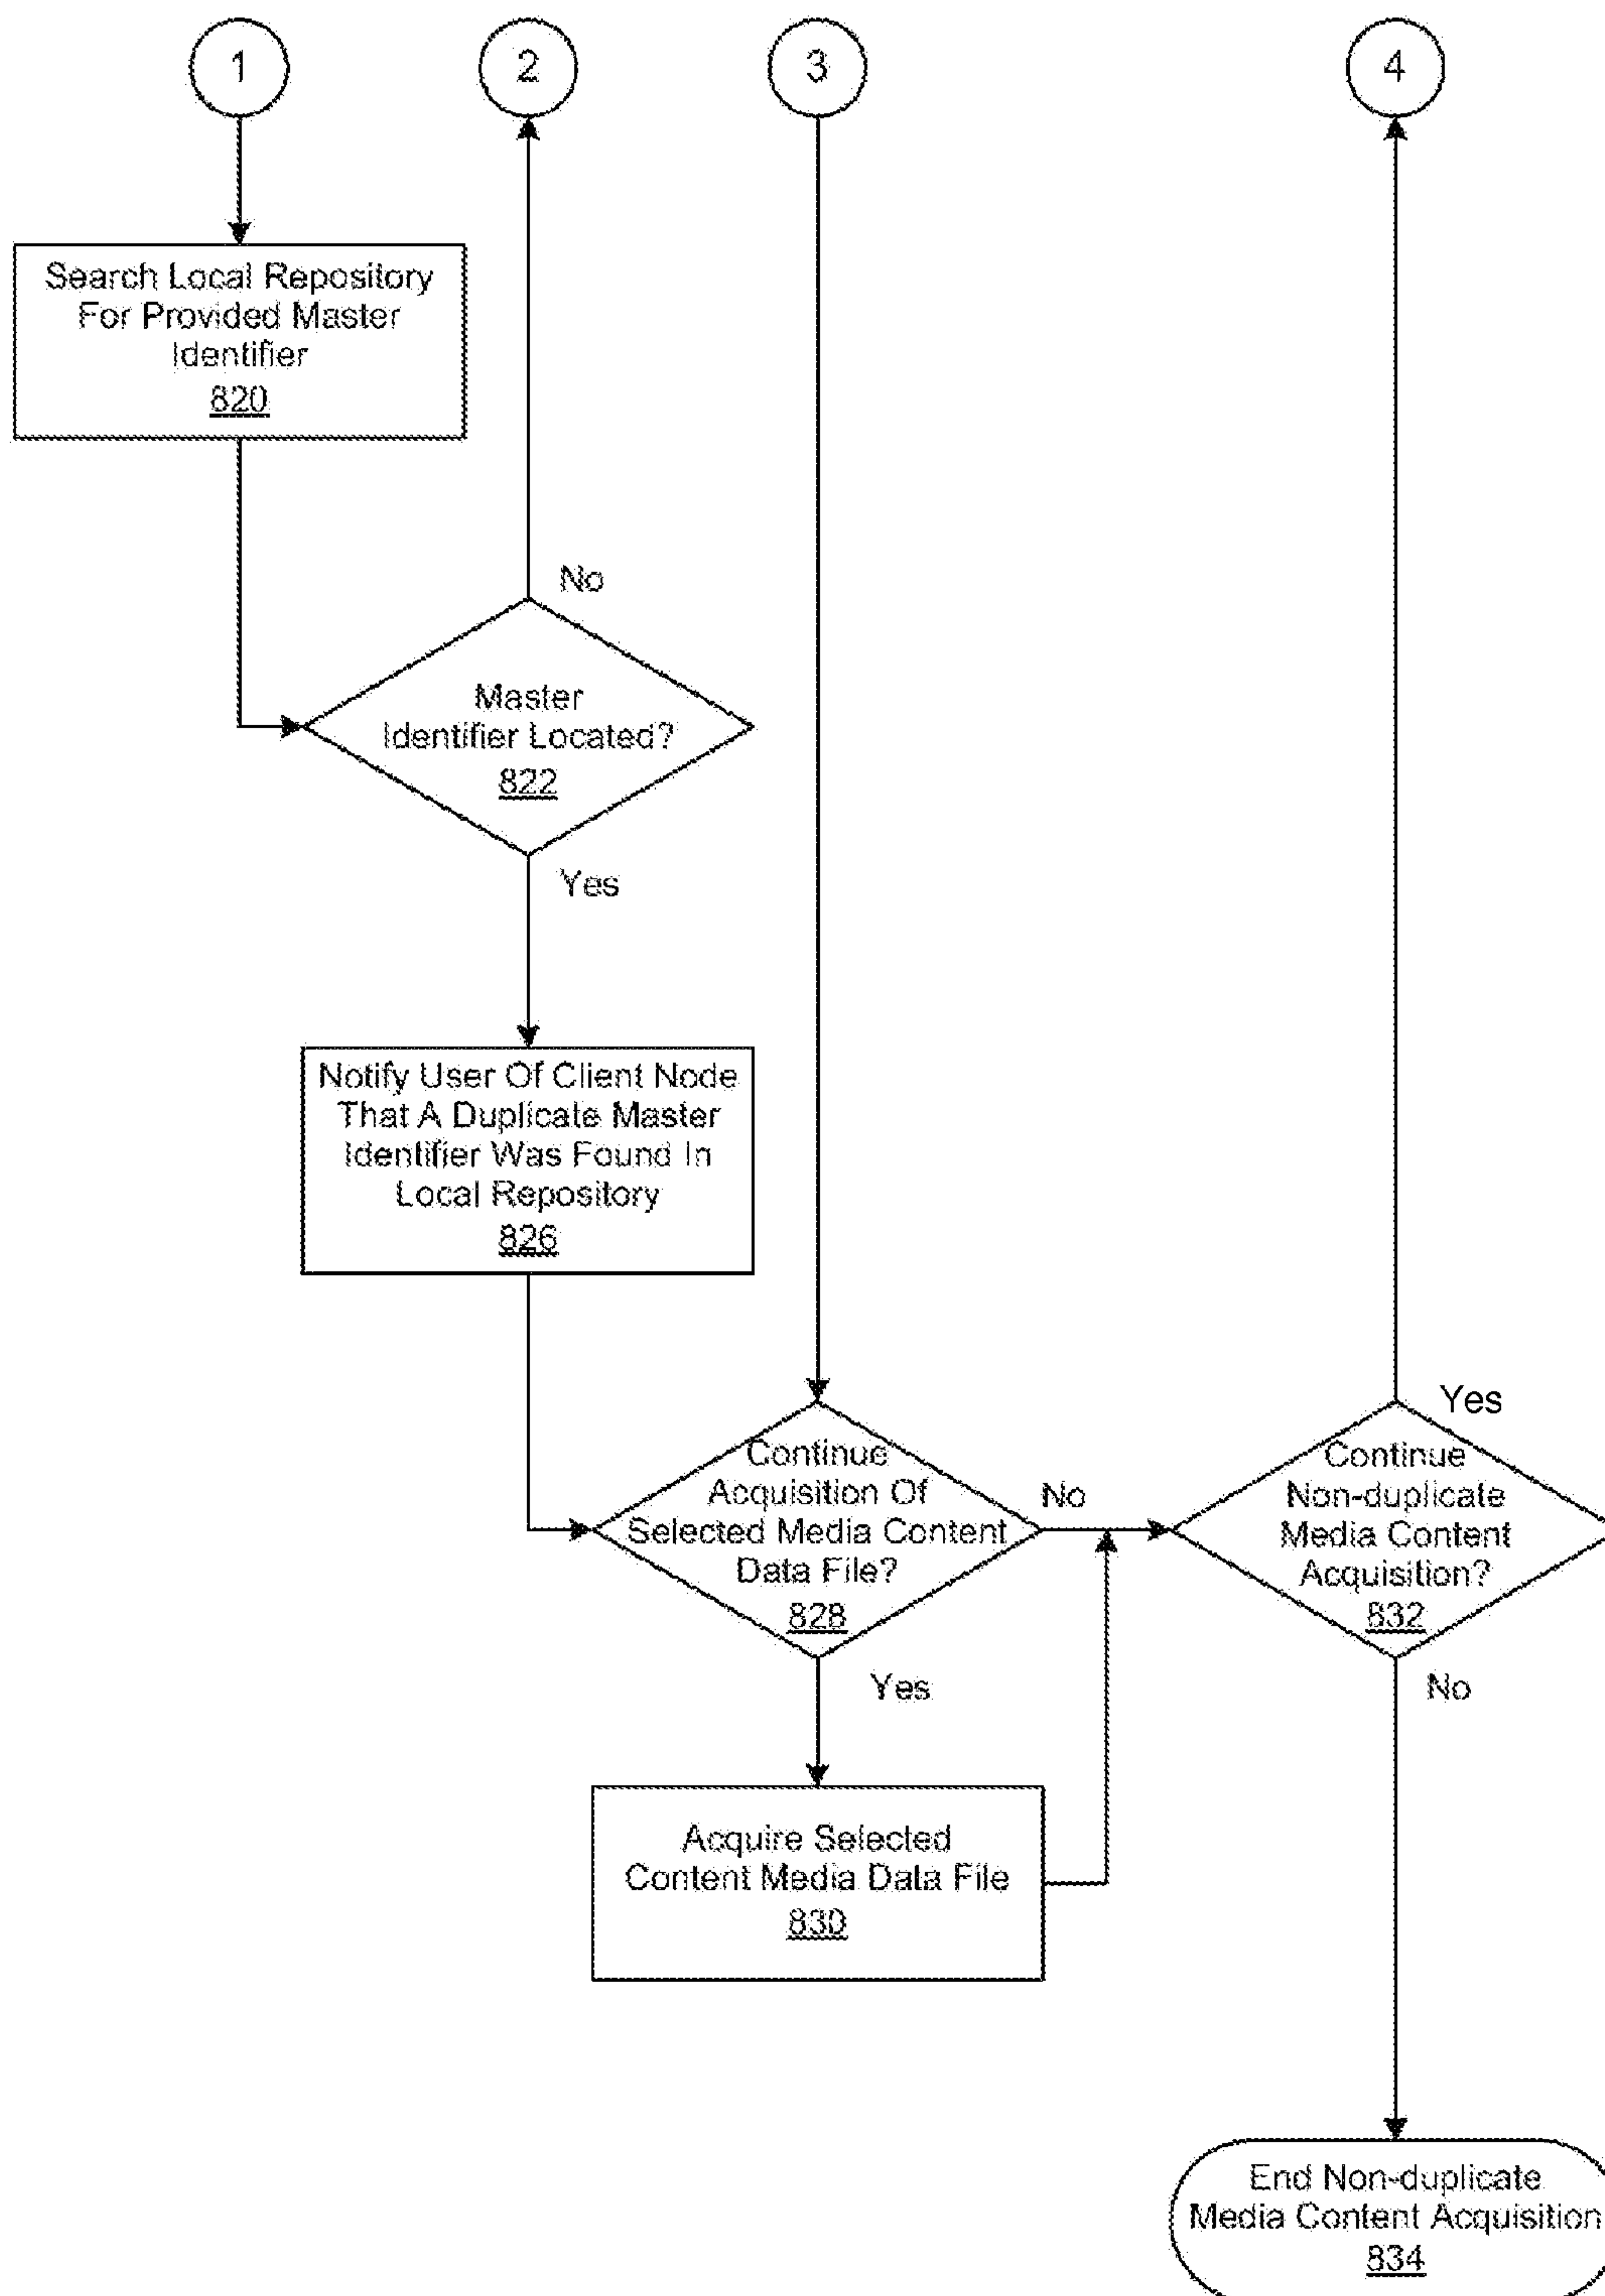 1
2
3
4
Search Local Repository
For Provided Master
Identifier
820
No
Master
Identifier Located?
822
Yes
Notify User Of Client Node
That A Duplicate Master
Identifier Was Found In
Local Repository
826
Continue
Acquisition Of
Selected Media Content
Data File?
828
No
Yes
Yes
Continue
Non-duplicate
Media Content
Acquisition?
832
No
Acquire Selected
Content Media Data File
830
End Non-duplicate
Media Content Acquisition
834